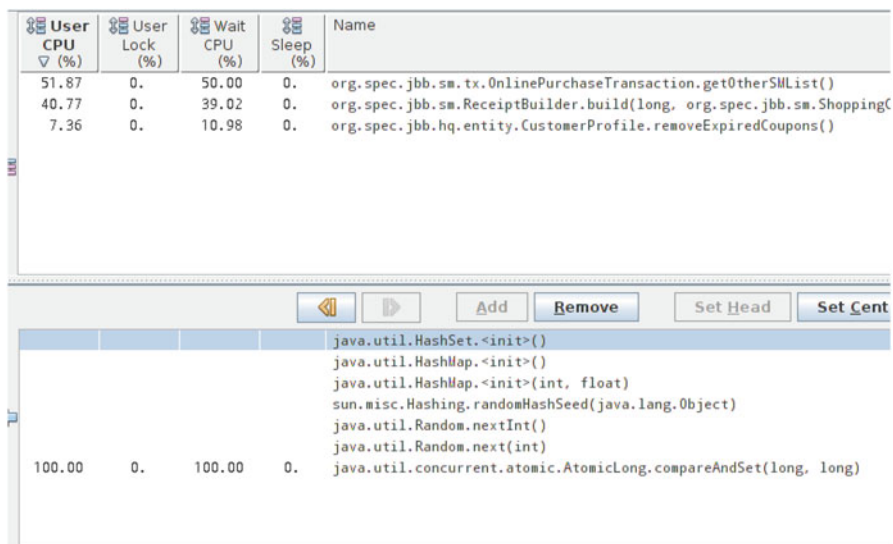 User CPU (%) User Lock (%) Wait CPU (%) Sleep (%) Name
51.87 0. 50.00 0. org.spec.jbb.sm.tx.OnlinePurchaseTransaction.getOtherSMList()
40.77 0. 39.02 0. org.spec.jbb.sm.ReceiptBuilder.build(long, org.spec.jbb.sm.Shopping
7.36 0. 10.98 0. org.spec.jbb.hq.entity.CustomerProfile.removeExpiredCoupons()
Add Remove Set Head Set Cent
java.util.HashSet.<init>()
java.util.HashMap.<init>()
java.util.HashMap.<init>(int, float)
sun.misc.Hashing.randomHashSeed(java.lang.Object)
java.util.Random.nextInt()
java.util.Random.next(int)
100.00 0. 100.00 0. java.util.concurrent.atomic.AtomicLong.compareAndSet(long, long)